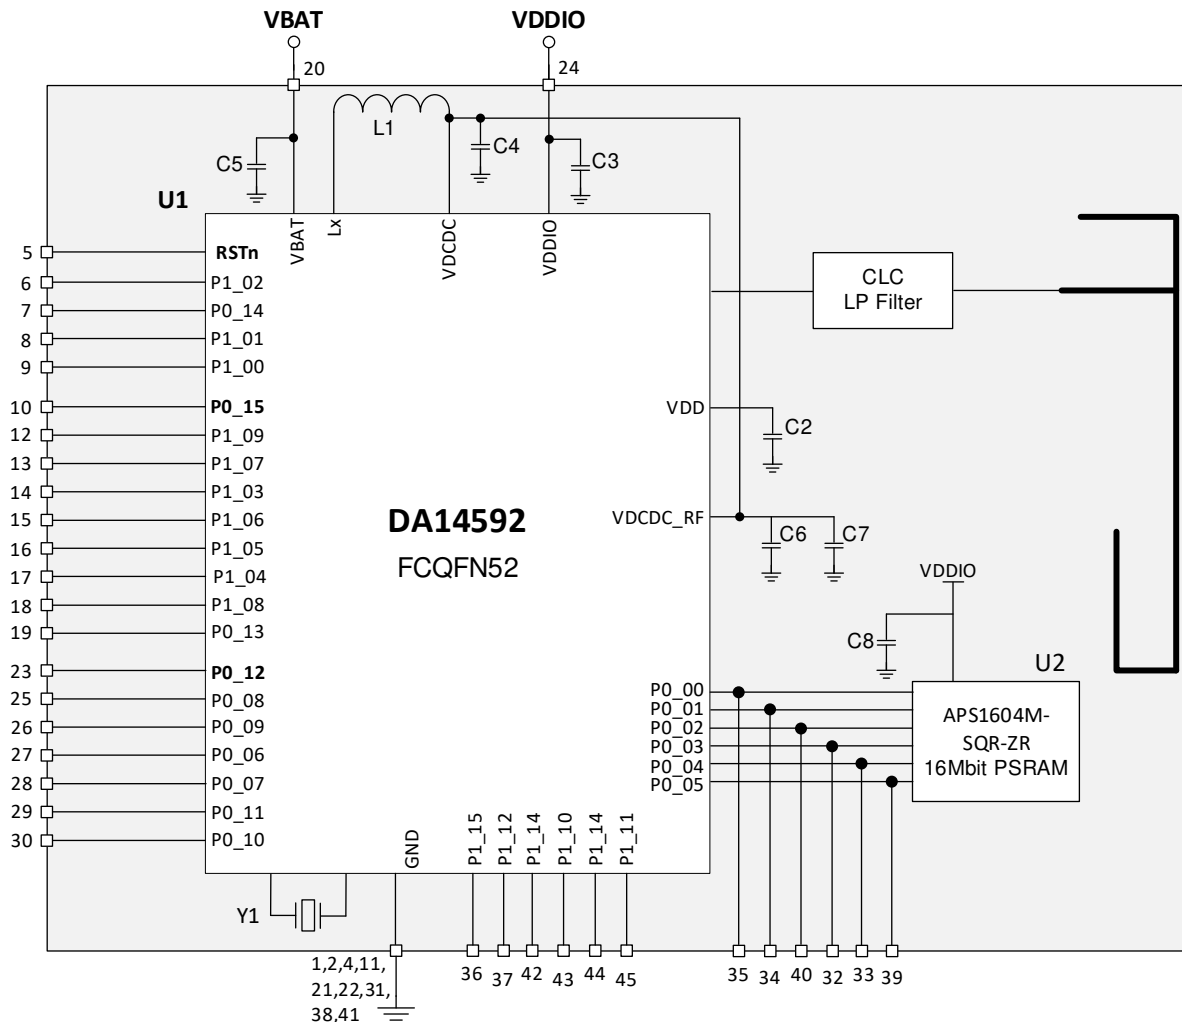 VBAT
VDDIO
20
24
L1
C4
C5
C3
U1
VBAT
Lx
VDCDC
VDDIO
5
RSTn
6
P1_02
7
P0_14
8
P1_01
9
P1_00
10
P0_15
12
P1_09
13
P1_07
14
P1_03
15
P1_06
16
P1_05
17
P1_04
18
P1_08
19
P0_13
23
P0_12
25
P0_08
26
P0_09
27
P0_06
28
P0_07
29
P0_11
30
P0_10
CLC
LP Filter
VDD
C2
DA14592
FCQFN52
VDCDC_RF
C6
C7
VDDIO
C8
U2
P0_00
P0_01
P0_02
P0_03
P0_04
P0_05
APS1604M-
SQR-ZR
16Mbit PSRAM
GND
P1_15
P1_12
P1_14
P1_10
P1_14
P1_11
Y1
1,2,4,11,
21,22,31,
38,41
36
37
42
43
44
45
35
34
40
32
33
39